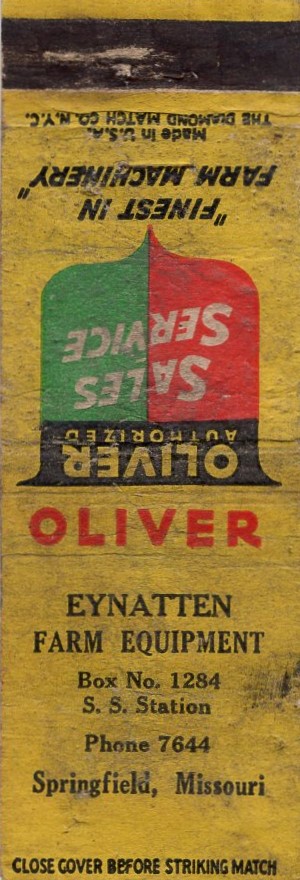 Made in U.S.A.
THE DIAMOND MATCH CO. N.Y.C.
"FINEST IN
FARM MACHINERY"
OLIVER
AUTHORIZED
SALES
SERVICE
OLIVER
EYNATTEN
FARM EQUIPMENT
Box No. 1284
S. S. Station
Phone 7644
Springfield, Missouri
CLOSE COVER BEFORE STRIKING MATCH